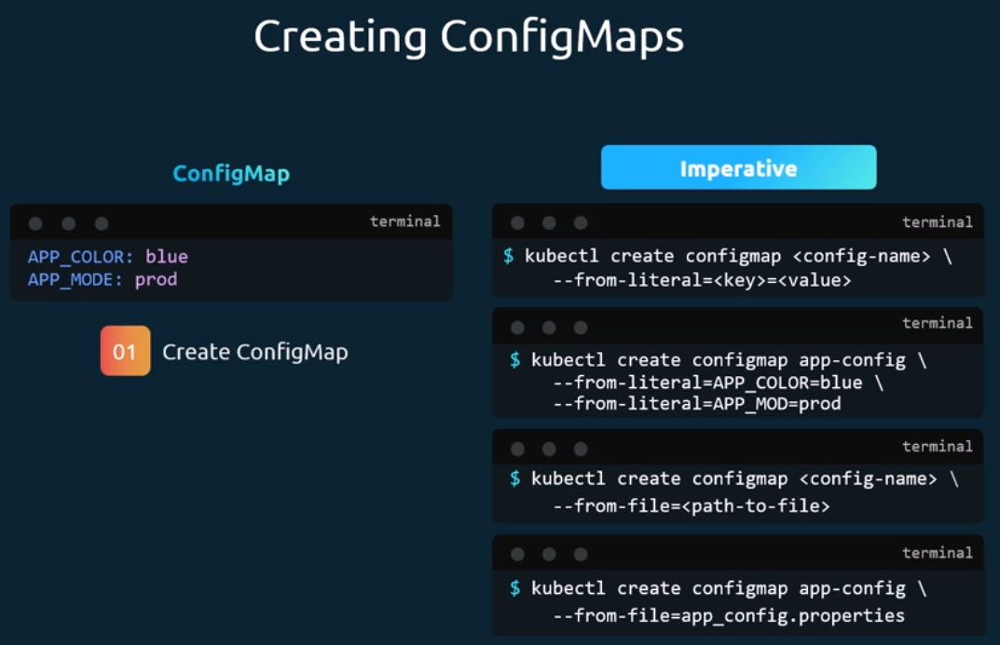 Creating ConfigMaps
ConfigMap
terminal
APP_COLOR: blue
APP_MODE: prod
01 Create ConfigMap
Imperative
terminal
$ kubectl create configmap <config-name> \
--from-literal=<key>=<value>
terminal
$ kubectl create configmap app-config \
--from-literal=APP_COLOR=blue \
--from-literal=APP_MOD=prod
terminal
$ kubectl create configmap <config-name> \
--from-file=<path-to-file>
terminal
$ kubectl create configmap app-config \
--from-file=app_config.properties